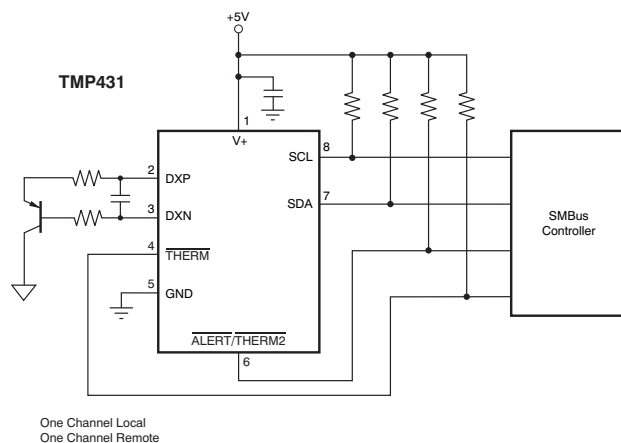 +5V
TMP431
1
V+
8
SCL
2
DXP
7
SDA
3
DXN
SMBus
Controller
4
THERM
5
GND
ALERT/THERM2
6
One Channel Local
One Channel Remote